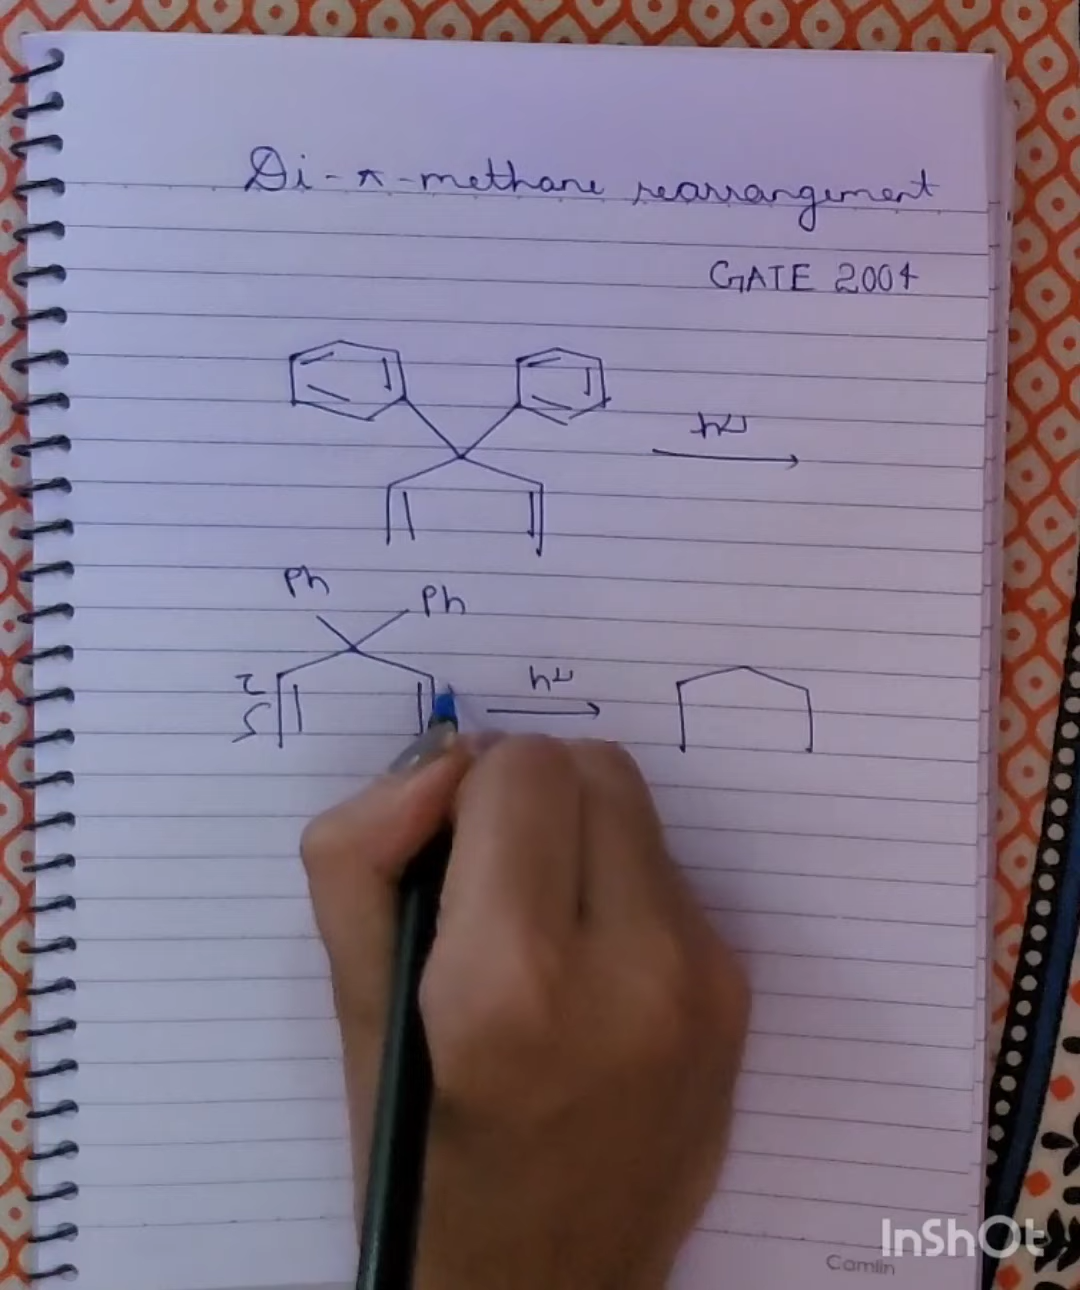 Di-π-methane rearrangement
GATE 2004
hν
Ph
Ph
hν
InShOt
Camlin